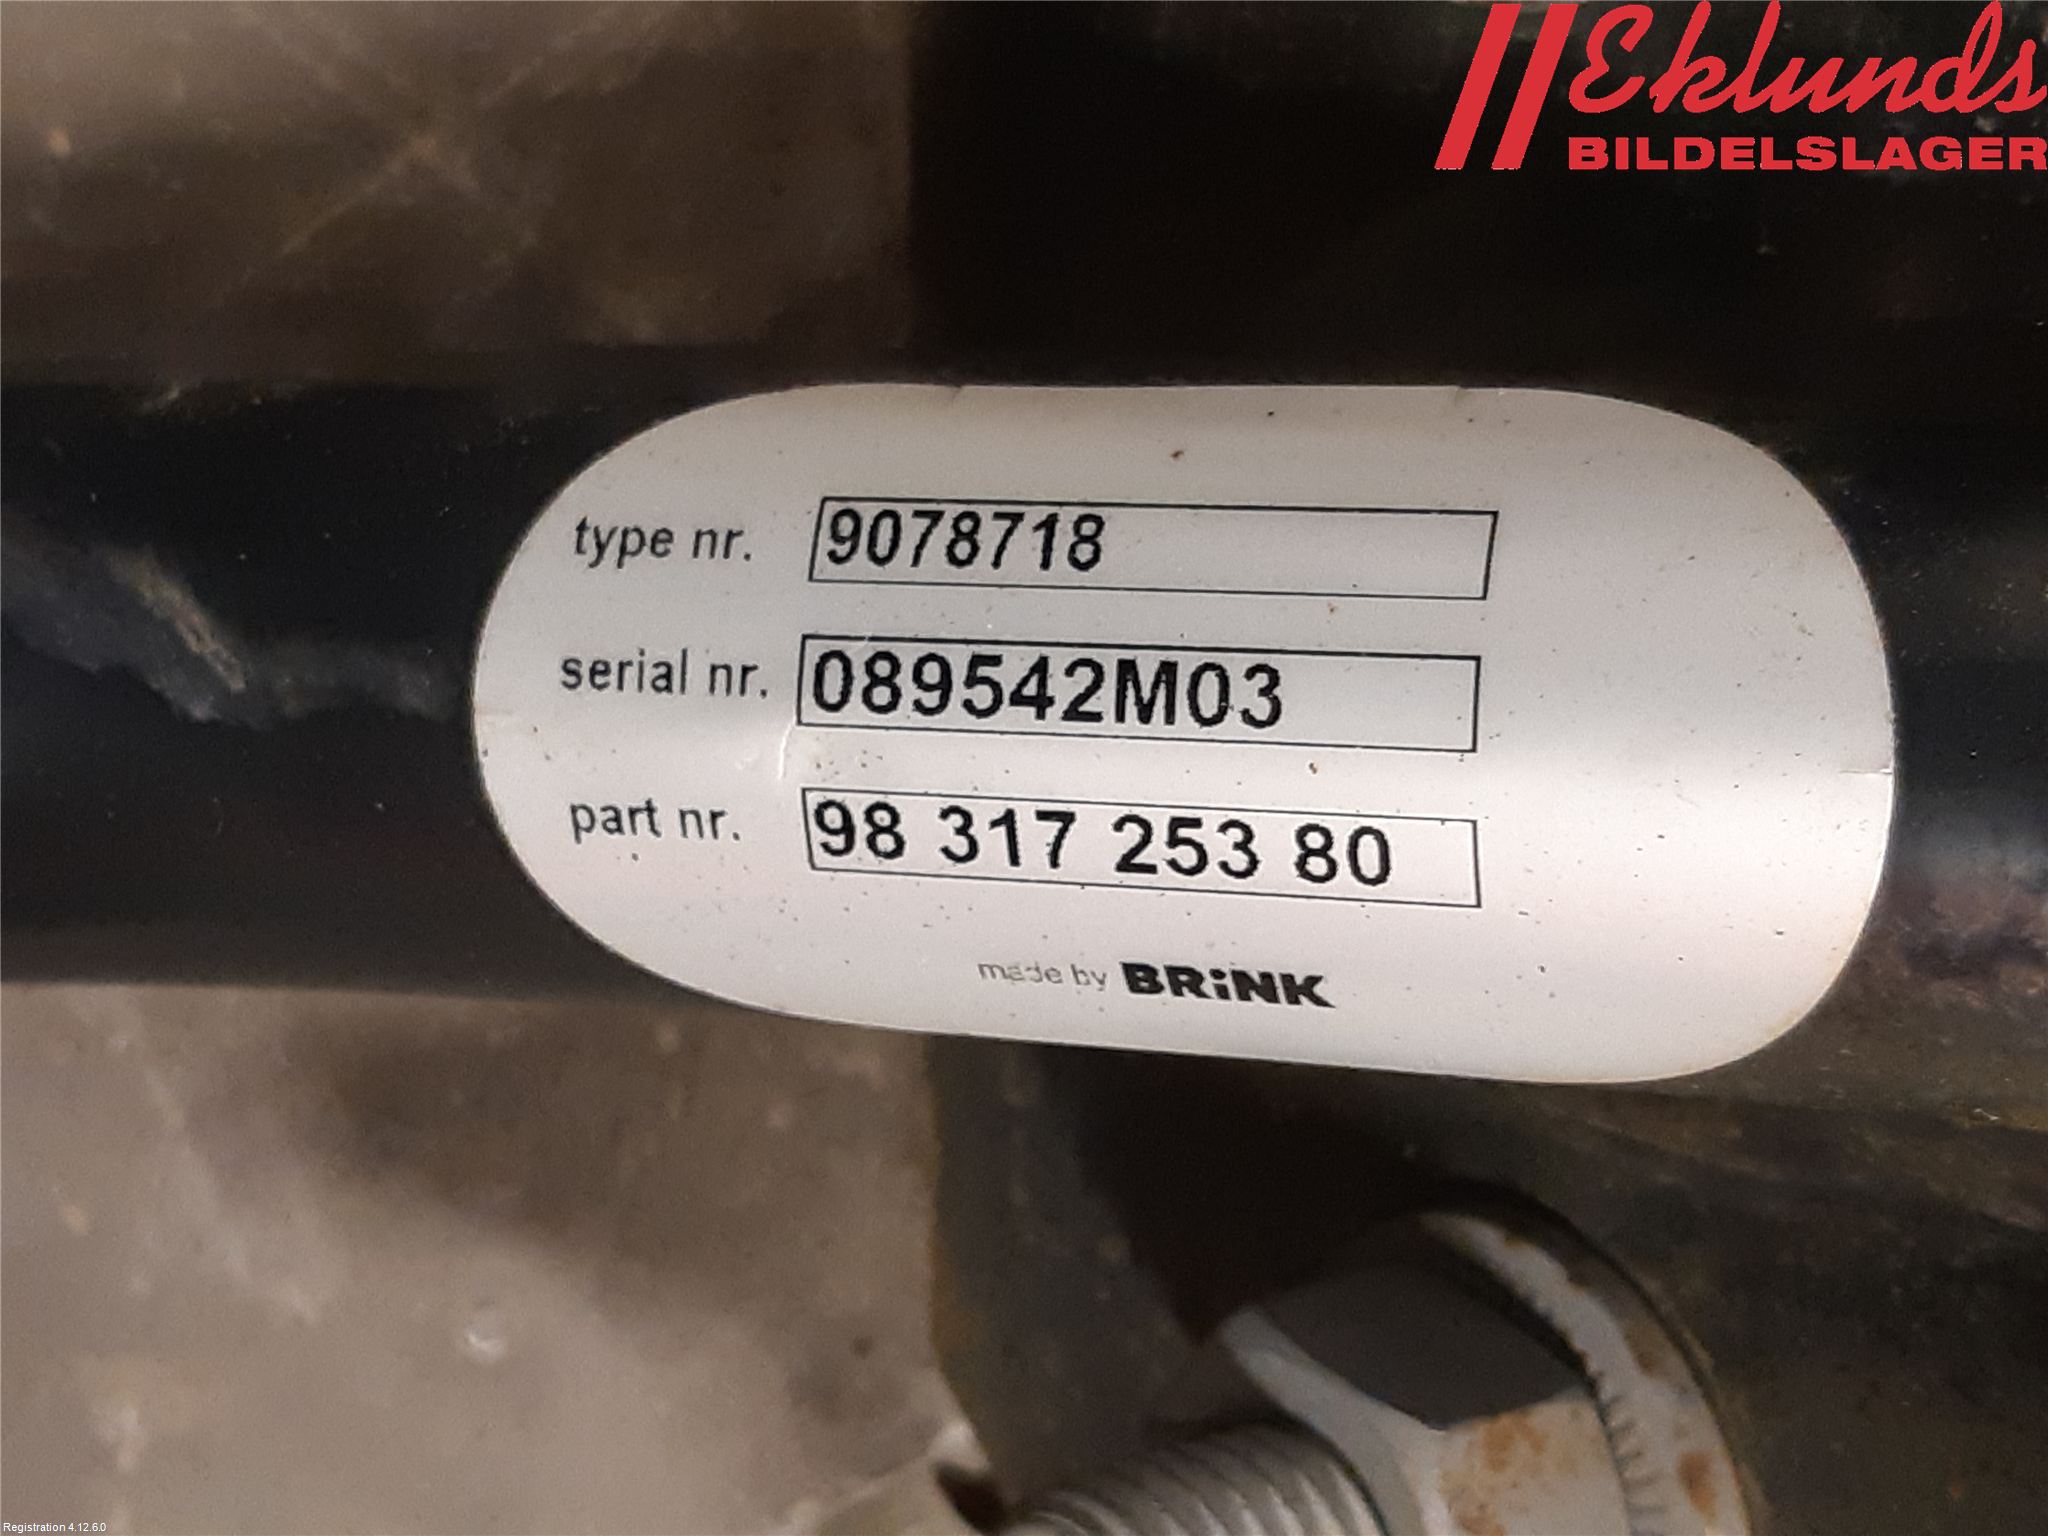 Eklunds
BILDELSLAGER
type nr. 9078718
serial nr. 089542M03
part nr. 98 317 253 80
made by BRiNK
Registration 4.12.6.0